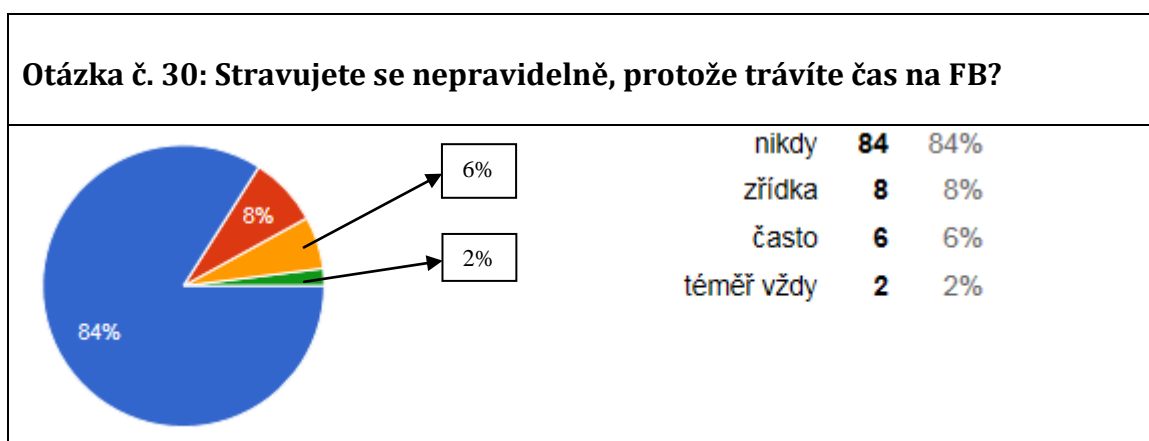 Otázka č. 30: Stravujete se nepravidelně, protože trávíte čas na FB?
84%
8%
6%
2%
nikdy 84 84%
zřídka 8 8%
často 6 6%
téměř vždy 2 2%